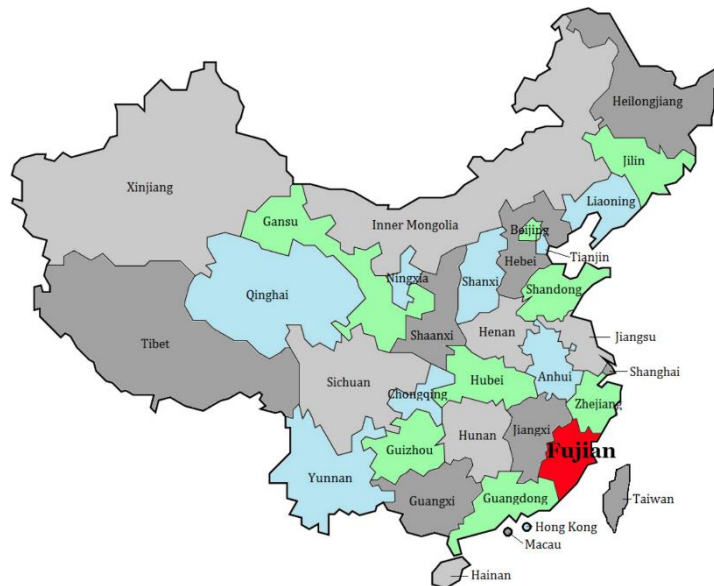 Heilongjiang
Jilin
Xinjiang
Liaoning
Gansu
Inner Mongolia
Beijing
Tianjin
Hebei
Ningxia
Shanxi
Qinghai
Shandong
Shaanxi
Henan
Jiangsu
Tibet
Shanghai
Sichuan
Hubei
Anhui
Chongqing
Zhejiang
Jiangxi
Hunan
Guizhou
Fujian
Yunnan
Guangxi
Guangdong
Taiwan
Hong Kong
Macau
Hainan